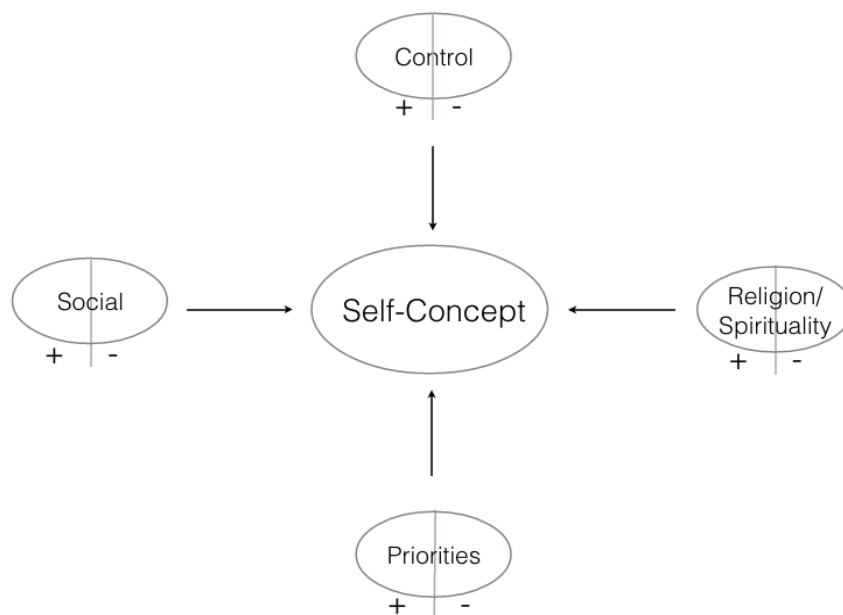 Control
+ -
Social
+ -
Self-Concept
Religion/
Spirituality
+ -
Priorities
+ -